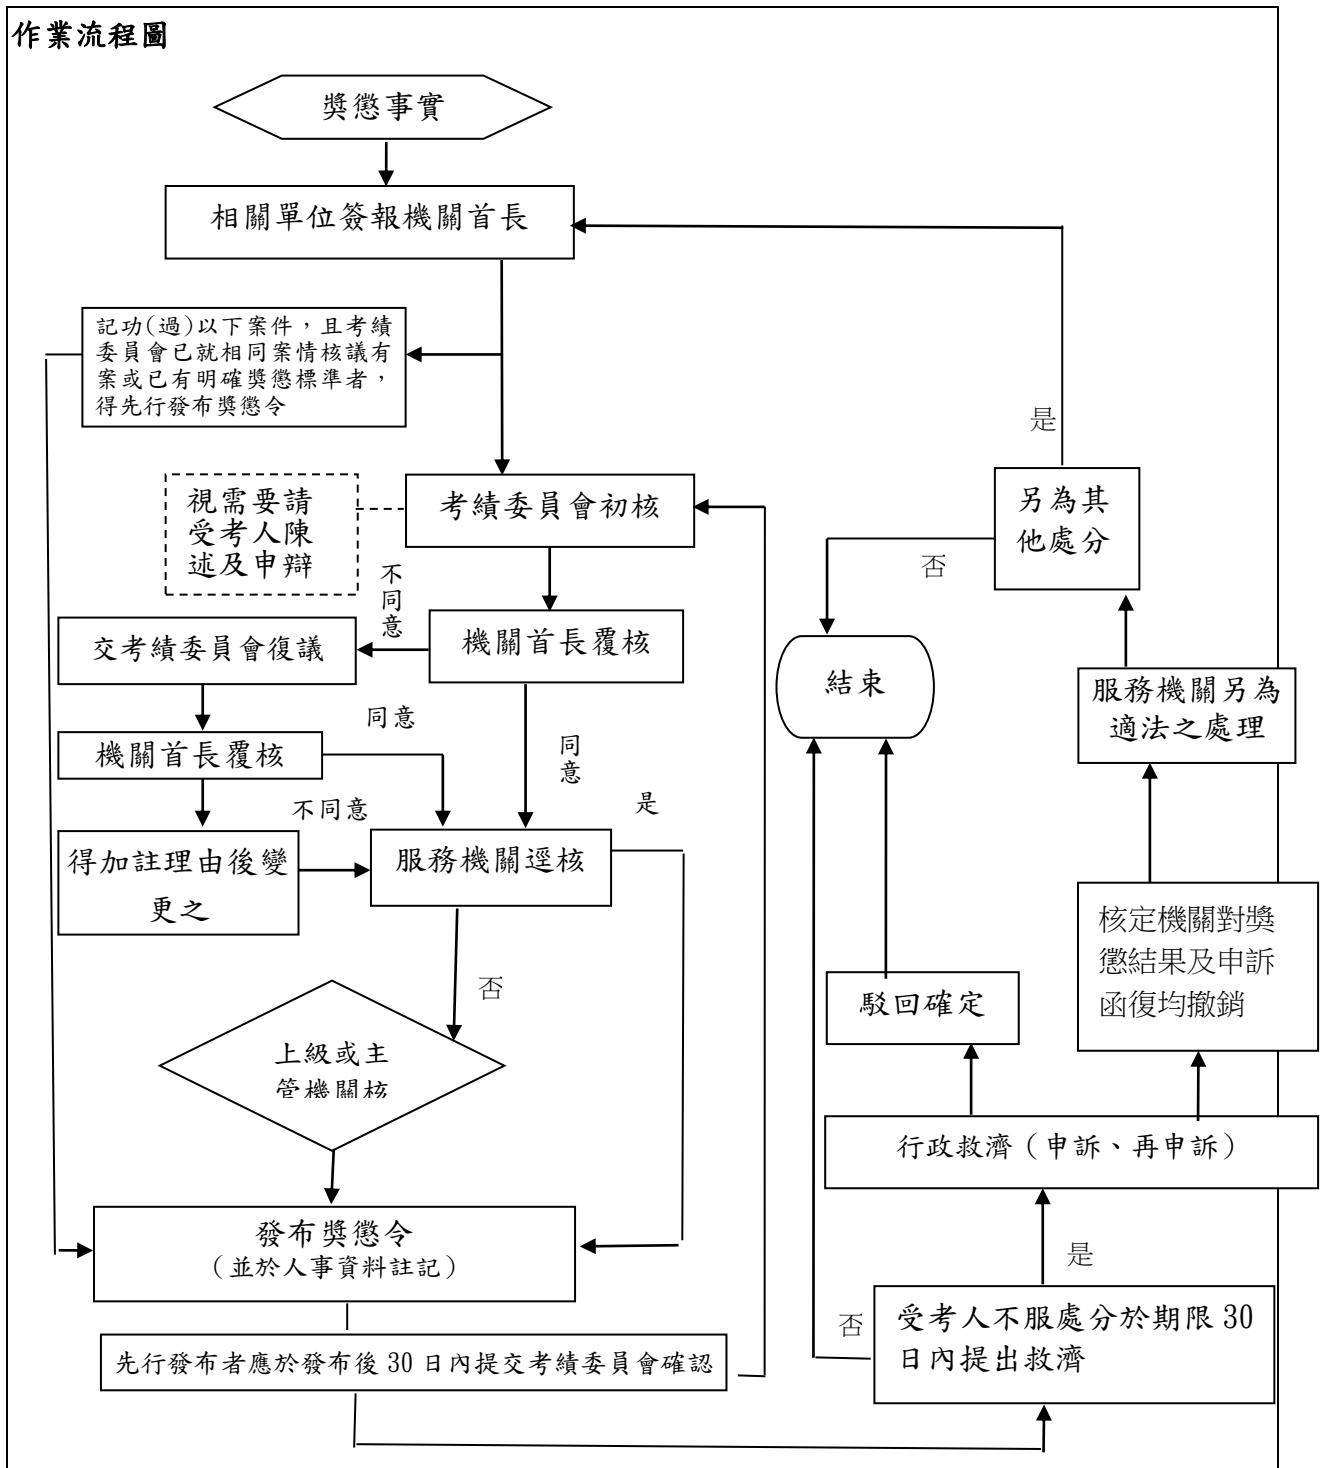 作業流程圖
獎懲事實
相關單位簽報機關首長
記功(過)以下案件，且考績
委員會已就相同案情核議有
案或已有明確獎懲標準者，
得先行發布獎懲令
是
視需要請
受考人陳
述及申辯
考績委員會初核
另為其
他處分
否
不
同
意
交考績委員會復議
機關首長覆核
結束
服務機關另為
適法之處理
同意
機關首長覆核
同
意
不同意
是
得加註理由後變
更之
服務機關逕核
核定機關對獎
懲結果及申訴
函復均撤銷
否
駁回確定
上級或主
管機關核
行政救濟（申訴、再申訴）
發布獎懲令
（並於人事資料註記）
是
否
受考人不服處分於期限 30
日內提出救濟
先行發布者應於發布後 30 日內提交考績委員會確認